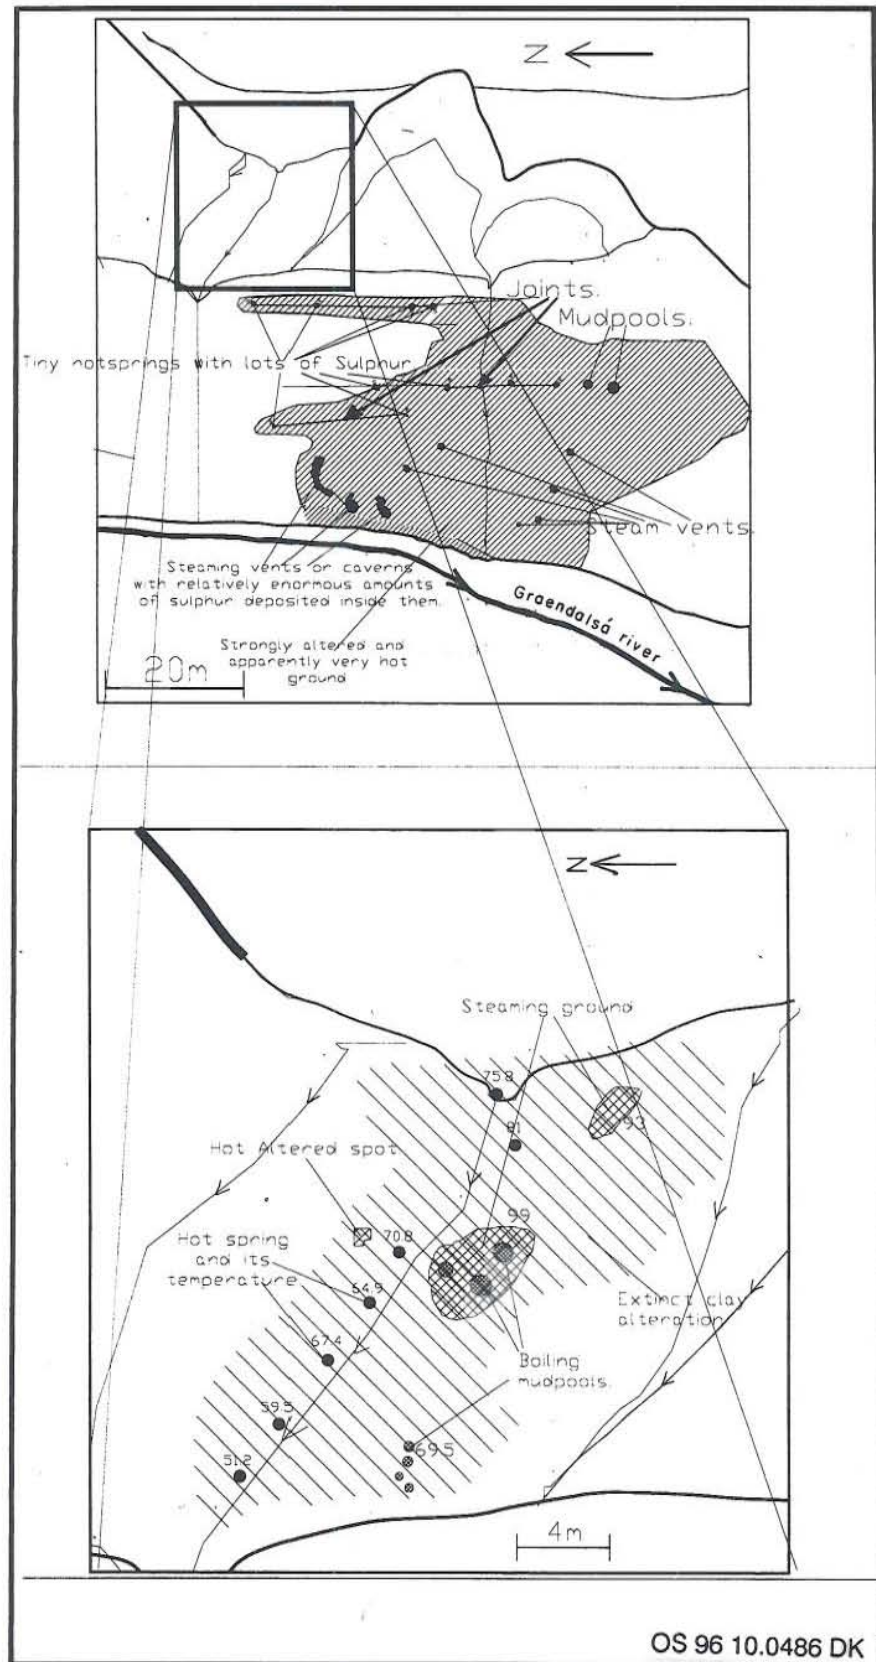 N
Joints.
Mudpools.
Tiny hotsprings with lots of Sulphur
Steam vents.
Steaming vents or caverns
with relatively enormous amounts
of sulphur deposited inside them.
Graendalsá river
Strongly altered and
apparently very hot
ground
20m
N
Steaming ground
75.8
81
93
Hot Altered spot
99
70.8
Hot spring
and its
temperature
64.9
Extinct clay
alteration
67.4
Boiling
mudpools.
59.5
69.5
51.2
4m
OS 96 10.0486 DK